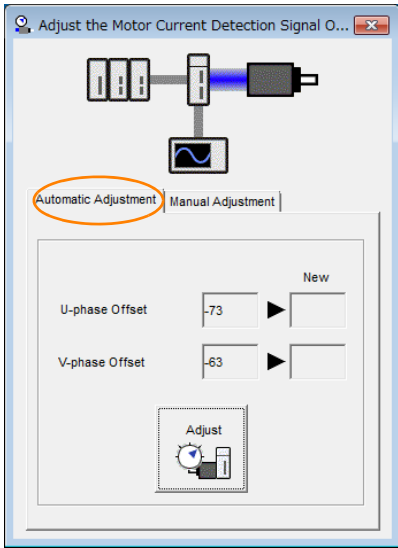 Adjust the Motor Current Detection Signal O...
Automatic Adjustment Manual Adjustment
New
U-phase Offset -73
V-phase Offset -63
Adjust